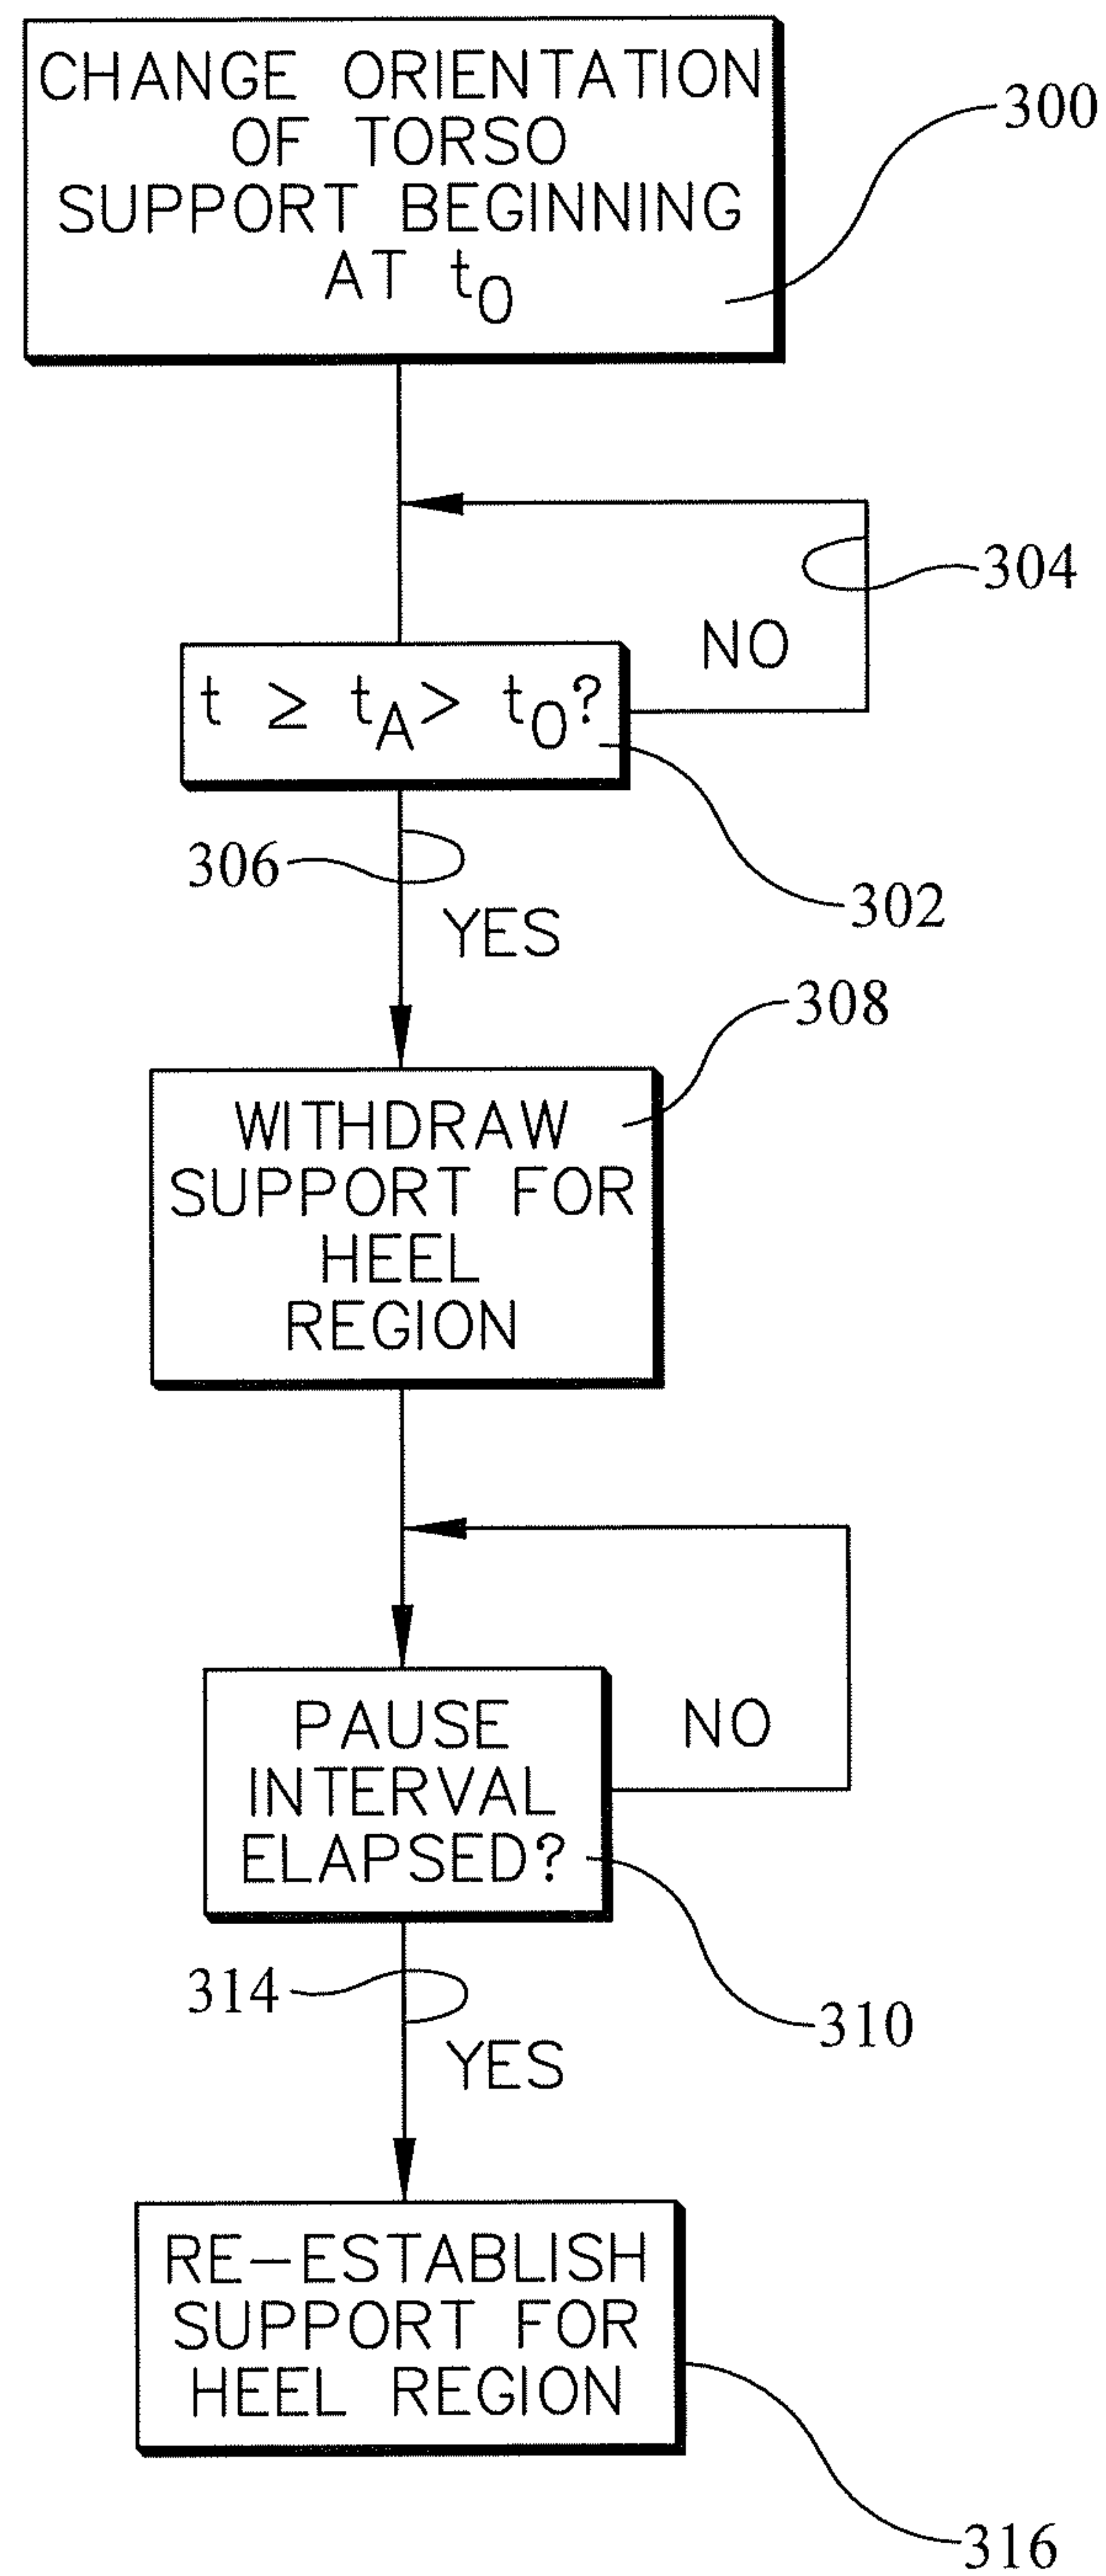 CHANGE ORIENTATION
OF TORSO
SUPPORT BEGINNING
AT t0
300
304
NO
t ≥ tA > t0?
306
302
YES
308
WITHDRAW
SUPPORT FOR
HEEL
REGION
NO
PAUSE
INTERVAL
ELAPSED?
314
310
YES
RE-ESTABLISH
SUPPORT FOR
HEEL REGION
316